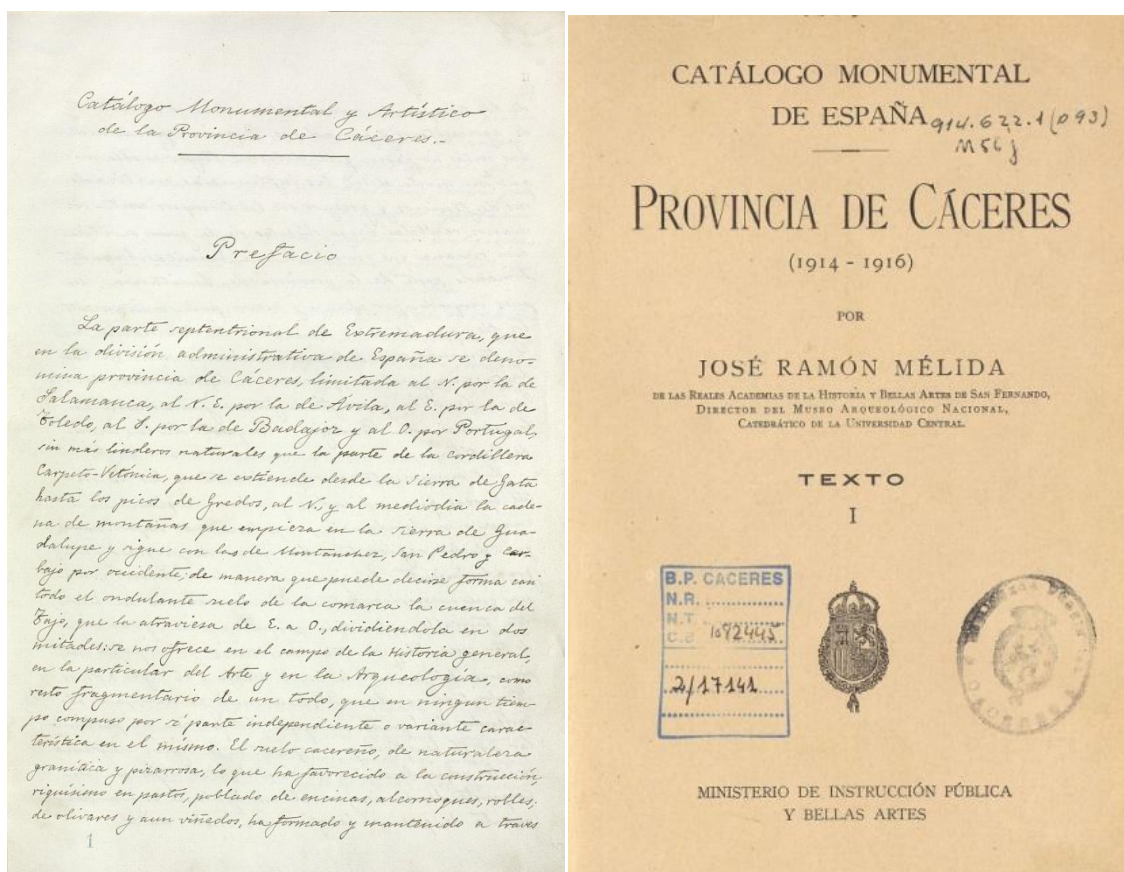 Catálogo Monumental y Artístico
de la Provincia de Cáceres.-
Prefacio
La parte septentrional de Extremadura, que
en la división administrativa de España se deno-
mina provincia de Cáceres, limitada al N. por la de
Salamanca, al N.E. por la de Ávila, al E. por la de
Toledo, al S. por la de Badajoz y al O. por Portugal,
sin más linderos naturales que la parte de la cordillera
Carpeto-Vetónica, que se extiende desde la Sierra de Gata
hasta los picos de Gredos, al N., y al mediodia la cade-
na de montañas que empieza en la Sierra de Gua-
dalupe y sigue con las de Montanchez, San Pedro y Car-
bajo por occidente; de manera que puede decirse forma casi
todo el ondulante suelo de la comarca la cuenca del
Tajo, que la atraviesa de E. a O., dividiendola en dos
mitades: se nos ofrece en el campo de la Historia general,
en la particular del Arte y en la Arqueología, como
resto fragmentario de un todo, que en ningun tiem-
po compuso por sí parte independiente o variante carac-
terística en el mismo. El suelo cacereño, de naturaleza
granítica y pizarrosa, lo que ha favorecido a la construcción,
riquísimo en pastos, poblado de encinas, alcornoques, robles,
de olivares y aun viñedos, ha formado y mantenido a traves
1
CATÁLOGO MONUMENTAL
DE ESPAÑA
914.622.1(093)
M56j
PROVINCIA DE CÁCERES
(1914 - 1916)
POR
JOSÉ RAMÓN MÉLIDA
DE LAS REALES ACADEMIAS DE LA HISTORIA Y BELLAS ARTES DE SAN FERNANDO,
DIRECTOR DEL MUSEO ARQUEOLÓGICO NACIONAL,
CATEDRÁTICO DE LA UNIVERSIDAD CENTRAL.
TEXTO
I
B.P. CACERES
N.R.
N.T.
C.B. 1092445
2/17141
MINISTERIO DE INSTRUCCIÓN PÚBLICA
Y BELLAS ARTES